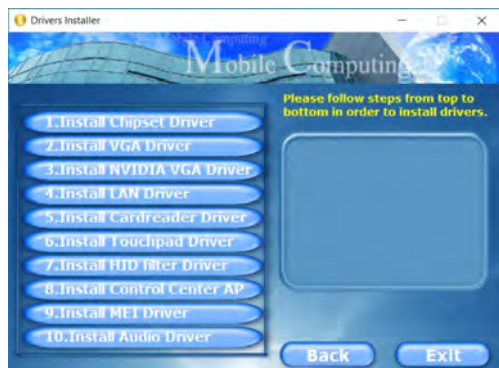 Drivers Installer
Mobile Computing
Mobile Computing
Please follow steps from top to
bottom in order to install drivers.
1.Install Chipset Driver
2.Install VGA Driver
3.Install NVIDIA VGA Driver
4.Install LAN Driver
5.Install Cardreader Driver
6.Install Touchpad Driver
7.Install HID filter Driver
8.Install Control Center AP
9.Install MEI Driver
10.Install Audio Driver
Back
Exit